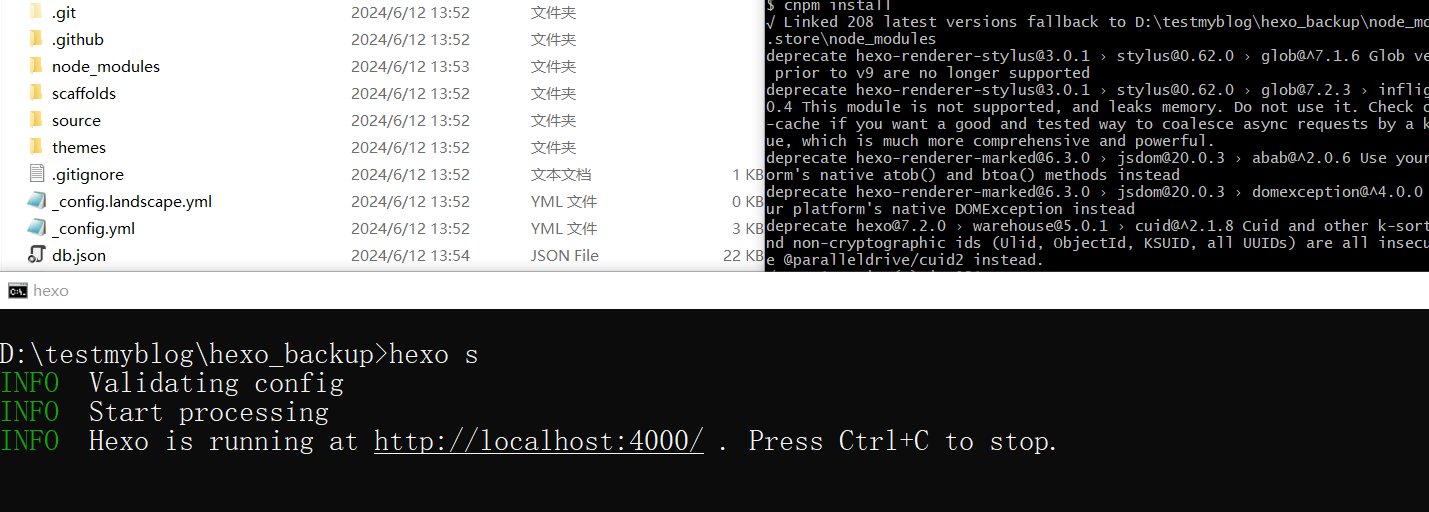 .git 2024/6/12 13:52 文件夹
.github 2024/6/12 13:52 文件夹
node_modules 2024/6/12 13:53 文件夹
scaffolds 2024/6/12 13:52 文件夹
source 2024/6/12 13:52 文件夹
themes 2024/6/12 13:52 文件夹
.gitignore 2024/6/12 13:52 文本文档 1 KB
_config.landscape.yml 2024/6/12 13:52 YML 文件 0 KB
_config.yml 2024/6/12 13:52 YML 文件 3 KB
db.json 2024/6/12 13:54 JSON File 22 KB
$ cnpm install
√ Linked 208 latest versions fallback to D:\testmyblog\hexo_backup\node_mo
.store\node_modules
deprecate hexo-renderer-stylus@3.0.1 › stylus@0.62.0 › glob@^7.1.6 Glob ve
prior to v9 are no longer supported
deprecate hexo-renderer-stylus@3.0.1 › stylus@0.62.0 › glob@7.2.3 › inflig
0.4 This module is not supported, and leaks memory. Do not use it. Check o
-cache if you want a good and tested way to coalesce async requests by a k
ue, which is much more comprehensive and powerful.
deprecate hexo-renderer-marked@6.3.0 › jsdom@20.0.3 › abab@^2.0.6 Use your
orm's native atob() and btoa() methods instead
deprecate hexo-renderer-marked@6.3.0 › jsdom@20.0.3 › domexception@^4.0.0
ur platform's native DOMException instead
deprecate hexo@7.2.0 › warehouse@5.0.1 › cuid@^2.1.8 Cuid and other k-sort
nd non-cryptographic ids (Ulid, ObjectId, KSUID, all UUIDs) are all insecu
e @paralleldrive/cuid2 instead.
hexo
D:\testmyblog\hexo_backup>hexo s
INFO Validating config
INFO Start processing
INFO Hexo is running at http://localhost:4000/ . Press Ctrl+C to stop.